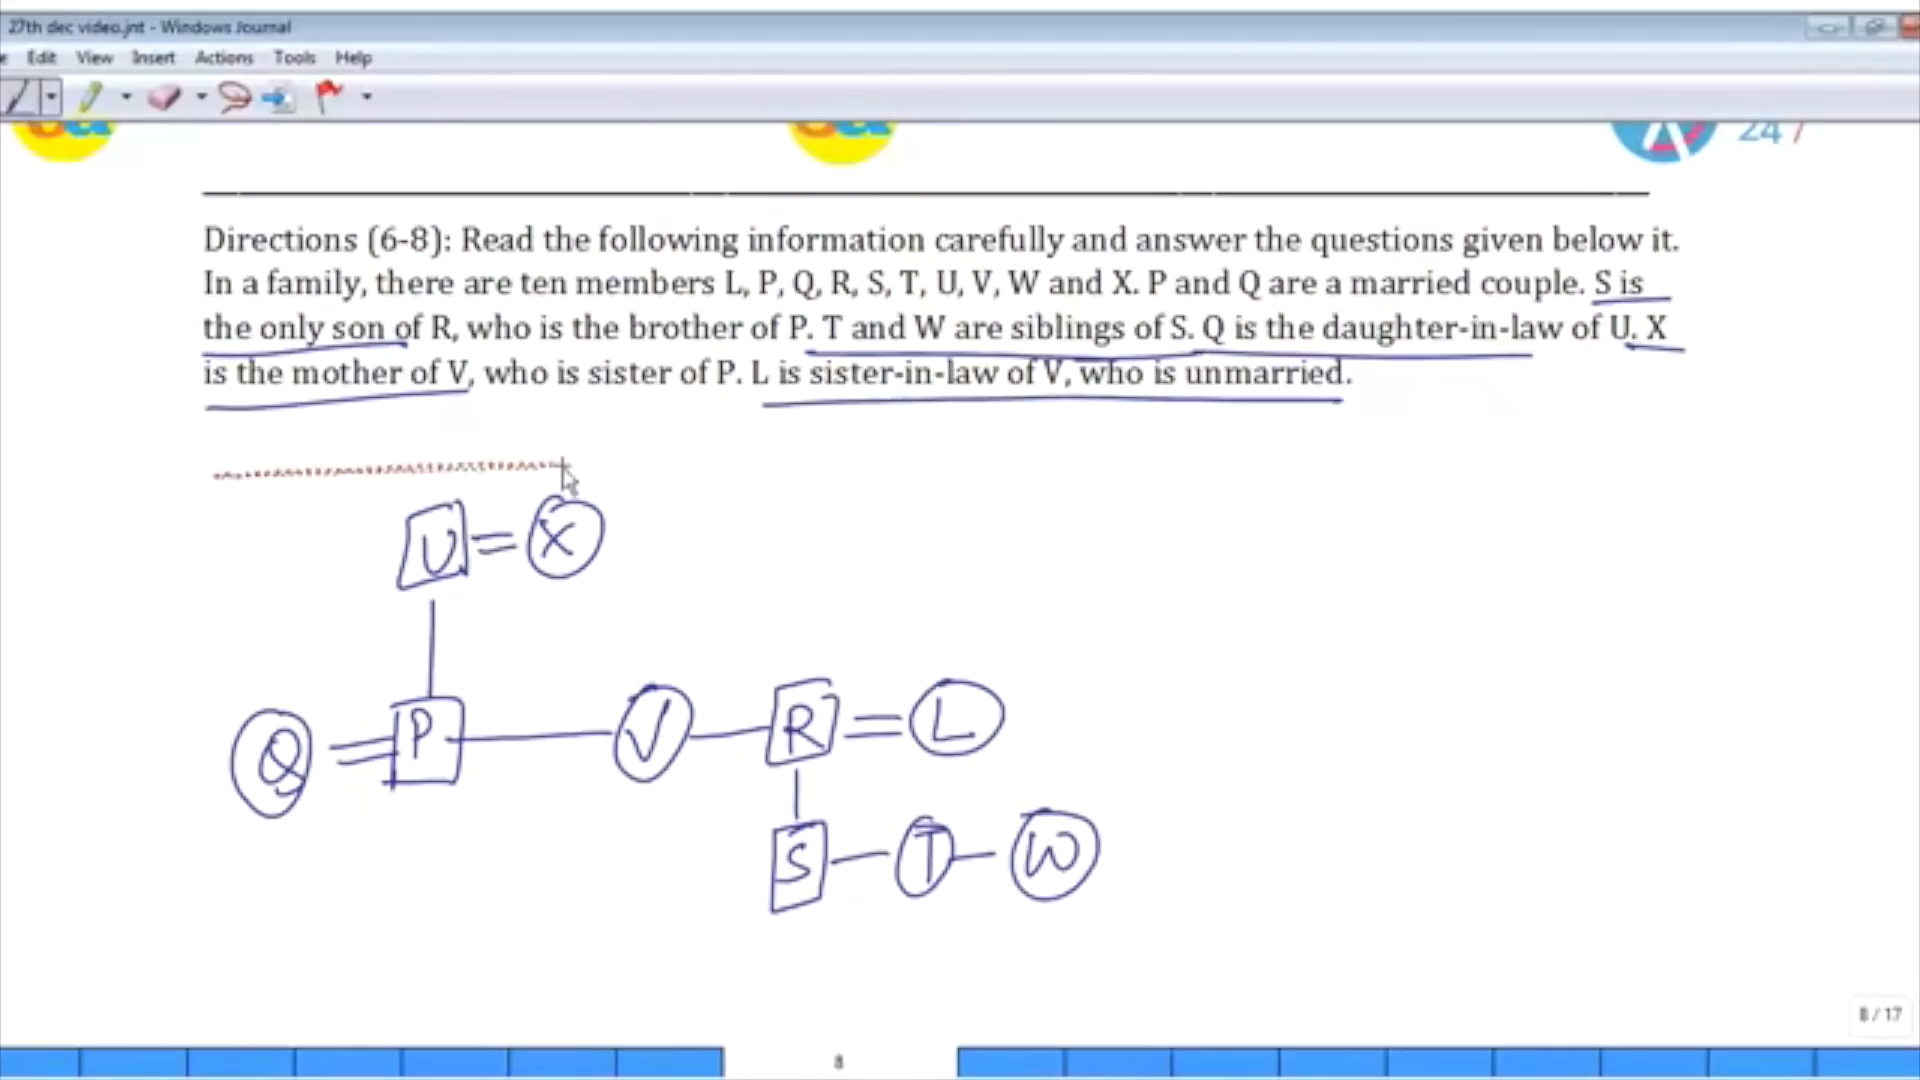 27th dec video.jnt - Windows Journal
Edit View Insert Actions Tools Help
24 7
Directions (6-8): Read the following information carefully and answer the questions given below it.
In a family, there are ten members L, P, Q, R, S, T, U, V, W and X. P and Q are a married couple. S is
the only son of R, who is the brother of P. T and W are siblings of S. Q is the daughter-in-law of U. X
is the mother of V, who is sister of P. L is sister-in-law of V, who is unmarried.
U = X
Q = P V R = L
S T W
8 / 17
8